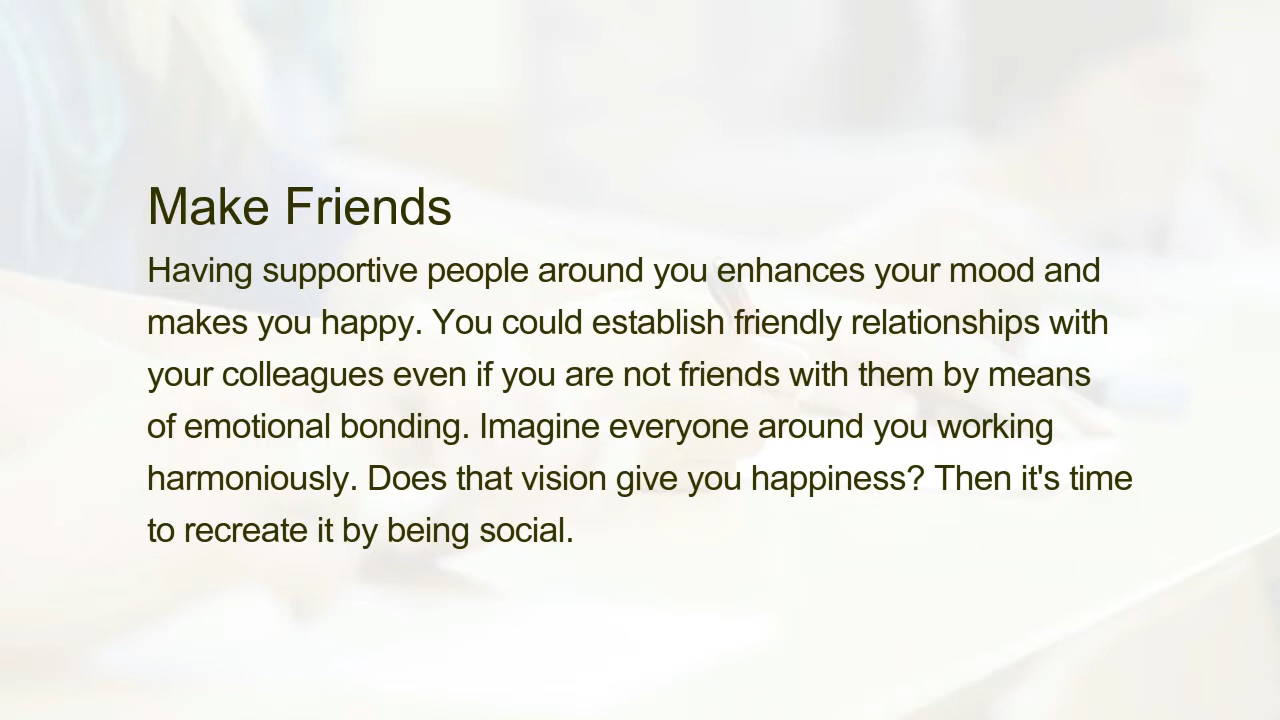 Make Friends
Having supportive people around you enhances your mood and
makes you happy. You could establish friendly relationships with
your colleagues even if you are not friends with them by means
of emotional bonding. Imagine everyone around you working
harmoniously. Does that vision give you happiness? Then it's time
to recreate it by being social.